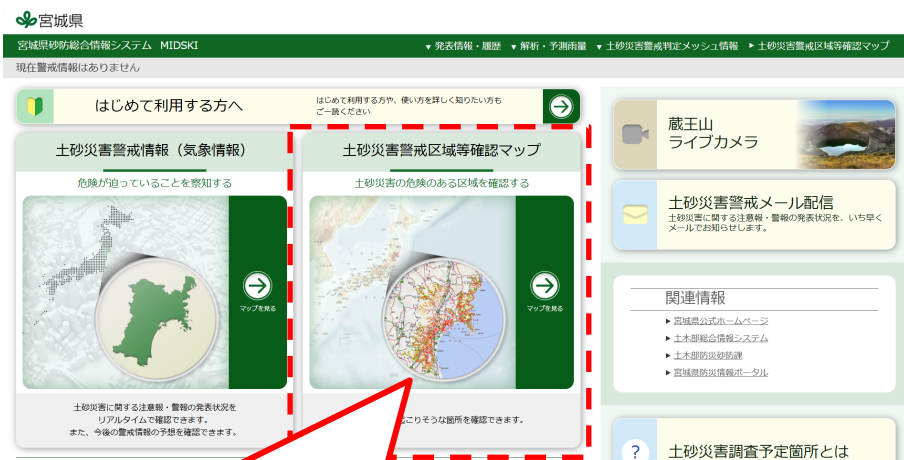 宮城県
宮城県砂防総合情報システム MIDSKI
▼ 発表情報・履歴 ▼ 解析・予測雨量 ▼ 土砂災害警戒判定メッシュ情報 ▶ 土砂災害警戒区域等確認マップ
現在警戒情報はありません
はじめて利用する方へ
はじめて利用する方や、使い方を詳しく知りたい方も
ご一読ください
土砂災害警戒情報（気象情報）
危険が迫っていることを察知する
マップを見る
土砂災害に関する注意報・警報の発表状況を
リアルタイムで確認できます。
また、今後の警戒情報の予想を確認できます。
土砂災害警戒区域等確認マップ
土砂災害の危険のある区域を確認する
マップを見る
こりそうな箇所を確認できます。
蔵王山
ライブカメラ
土砂災害警戒メール配信
土砂災害に関する注意報・警報の発表状況を、いち早く
メールでお知らせします。
関連情報
▶ 宮城県公式ホームページ
▶ 土木部総合情報システム
▶ 土木部防災砂防課
▶ 宮城県防災情報ポータル
? 土砂災害調査予定箇所とは